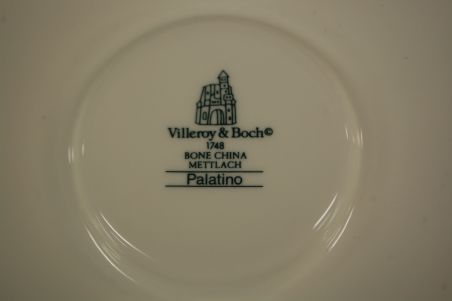 Villeroy & Boch©
1748
BONE CHINA
METTLACH
Palatino